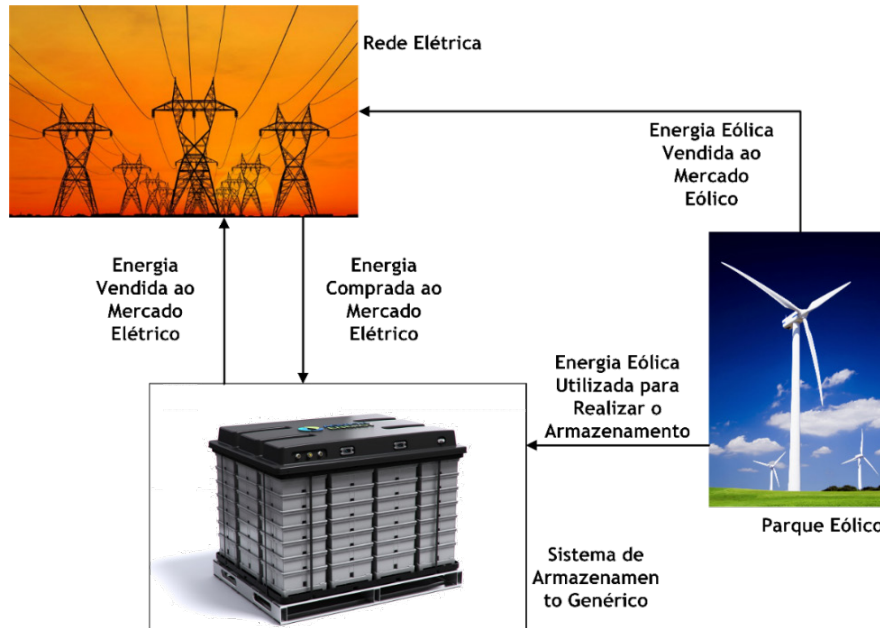 Rede Elétrica
Energia Eólica
Vendida ao
Mercado
Eólico
Energia
Vendida ao
Mercado
Elétrico
Energia
Comprada ao
Mercado
Elétrico
Energia Eólica
Utilizada para
Realizar o
Armazenamento
Parque Eólico
Sistema de
Armazenamen
to Genérico